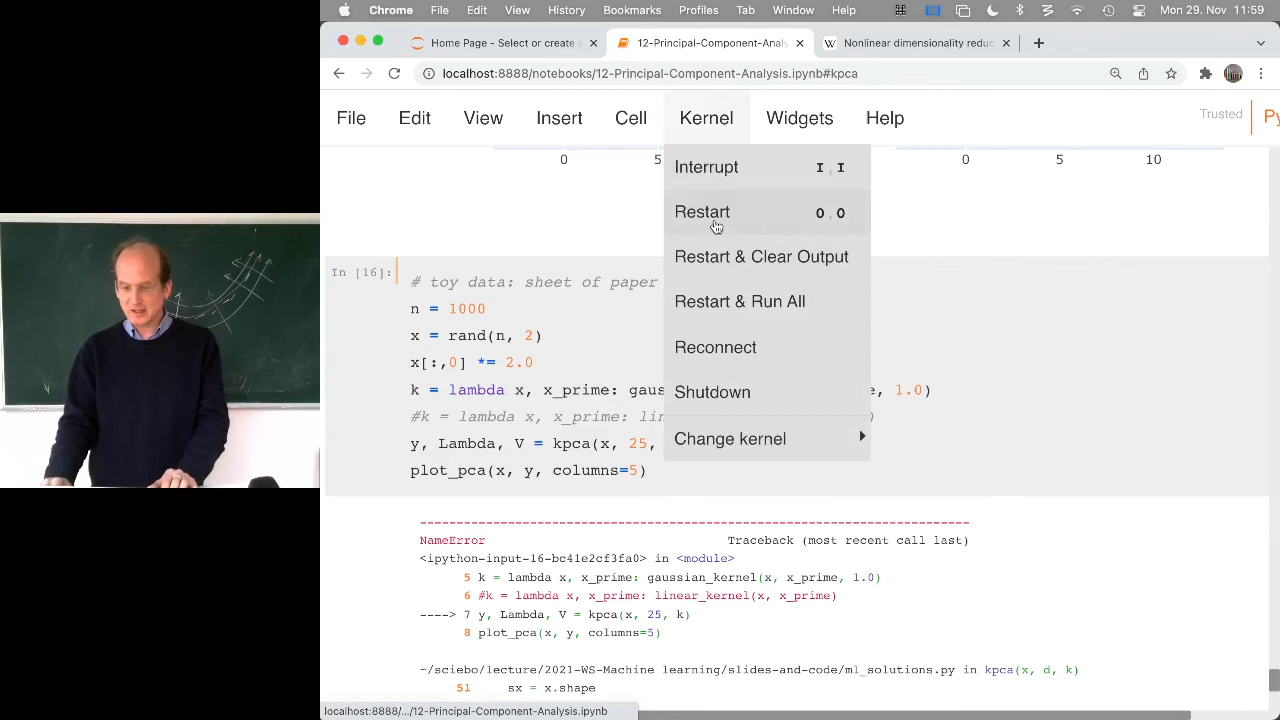 Chrome File Edit View History Bookmarks Profiles Tab Window Help Mon 29. Nov 11:59
Home Page - Select or create a 12-Principal-Component-Analy Nonlinear dimensionality reduc
localhost:8888/notebooks/12-Principal-Component-Analysis.ipynb#kpca
File Edit View Insert Cell Kernel Widgets Help Trusted Py
0 5 0 5 10
Interrupt I , I
Restart 0 , 0
Restart & Clear Output
Restart & Run All
Reconnect
Shutdown
Change kernel
In [16]:
# toy data: sheet of paper
n = 1000
x = rand(n, 2)
x[:,0] *= 2.0
k = lambda x, x_prime: gaus e, 1.0)
#k = lambda x, x_prime: li )
y, Lambda, V = kpca(x, 25,
plot_pca(x, y, columns=5)
NameError Traceback (most recent call last)
<ipython-input-16-bc41e2cf3fa0> in <module>
5 k = lambda x, x_prime: gaussian_kernel(x, x_prime, 1.0)
6 #k = lambda x, x_prime: linear_kernel(x, x_prime)
----> 7 y, Lambda, V = kpca(x, 25, k)
8 plot_pca(x, y, columns=5)
~/sciebo/lecture/2021-WS-Machine learning/slides-and-code/ml_solutions.py in kpca(x, d, k)
51 sx = x.shape
localhost:8888/.../12-Principal-Component-Analysis.ipynb